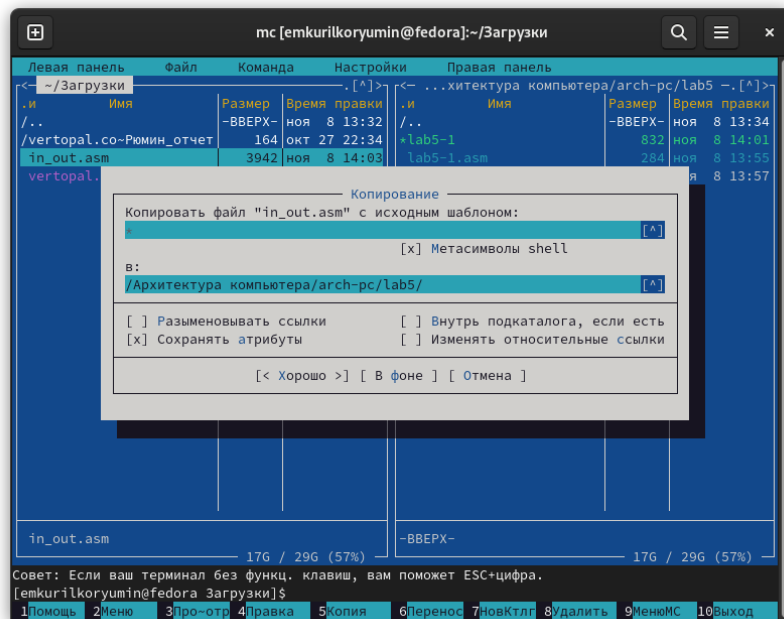 mc [emkurilkoryumin@fedora]:~/Загрузки
Левая панель Файл Команда Настройки Правая панель
<─ ~/Загрузки ─.[^]> <─ ...хитектура компьютера/arch-pc/lab5 ─.[^]>
.и Имя Размер Время правки .и Имя Размер Время правки
/.. -ВВЕРХ- ноя 8 13:32 /.. -ВВЕРХ- ноя 8 13:34
/vertopal.co~Рюмин_отчет 164 окт 27 22:34 *lab5-1 832 ноя 8 14:01
in_out.asm 3942 ноя 8 14:03 lab5-1.asm 284 ноя 8 13:55
vertopal. я 8 13:57
Копирование
Копировать файл "in_out.asm" с исходным шаблоном:
* [^]
[x] Метасимволы shell
в:
/Архитектура компьютера/arch-pc/lab5/ [^]
[ ] Разыменовывать ссылки [ ] Внутрь подкаталога, если есть
[x] Сохранять атрибуты [ ] Изменять относительные ссылки
[< Хорошо >] [ В фоне ] [ Отмена ]
in_out.asm -ВВЕРХ-
17G / 29G (57%) 17G / 29G (57%)
Совет: Если ваш терминал без функц. клавиш, вам поможет ESC+цифра.
[emkurilkoryumin@fedora Загрузки]$
1Помощь 2Меню 3Про~отр 4Правка 5Копия 6Перенос 7НовКтлг 8Удалить 9МенюМС 10Выход